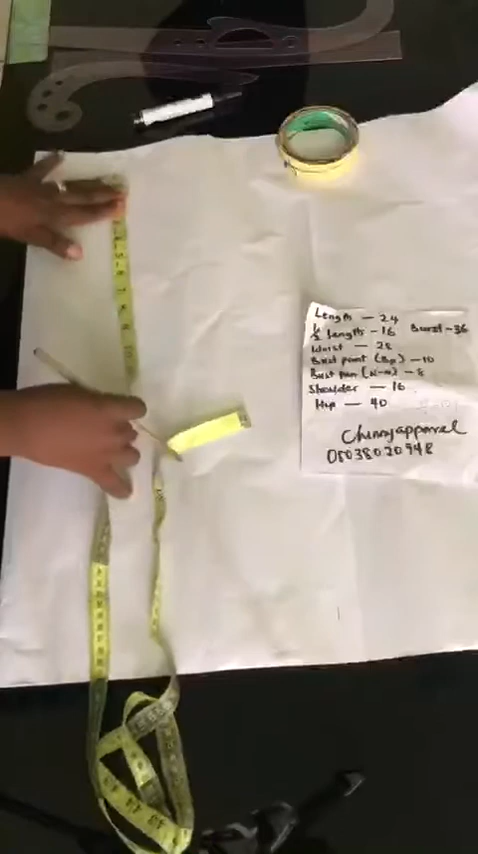 Length — 24
½ length - 16 Burst - 36
Waist — 28
Bust point (Bp) — 10
Bust pan (N-N) — 8
Shoulder — 16
Hip — 40
Chinnyapparel
08038020948